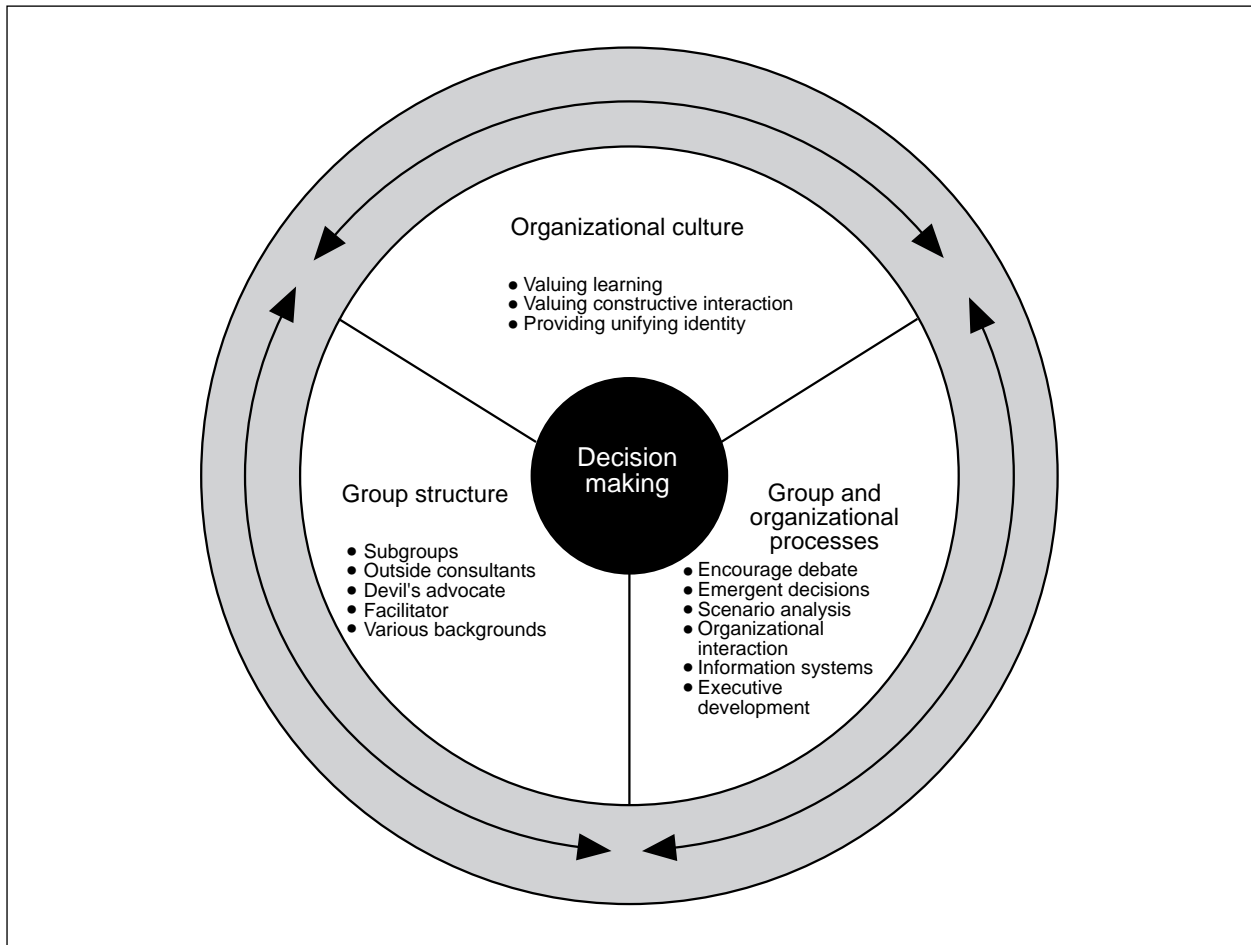 Organizational culture
● Valuing learning
● Valuing constructive interaction
● Providing unifying identity
Decision
making
Group structure
● Subgroups
● Outside consultants
● Devil's advocate
● Facilitator
● Various backgrounds
Group and
organizational
processes
● Encourage debate
● Emergent decisions
● Scenario analysis
● Organizational
interaction
● Information systems
● Executive
development